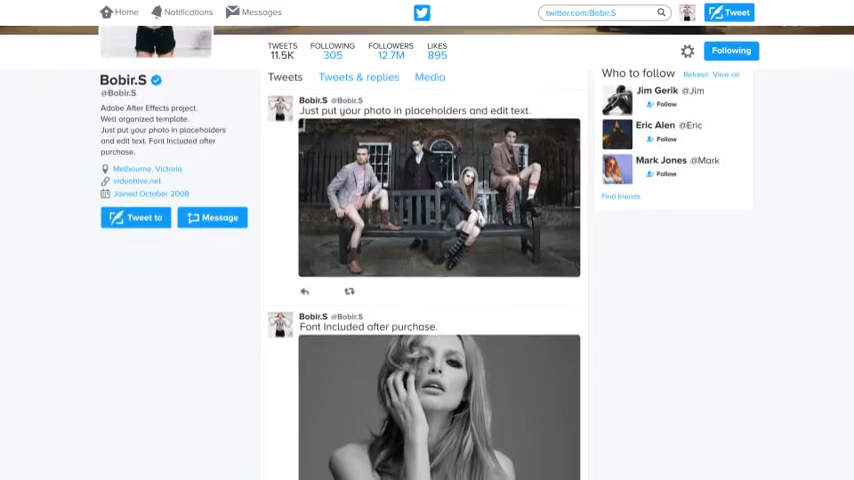 Home
Notifications
Messages
twitter.com/Bobir.S
Tweet
TWEETS FOLLOWING FOLLOWERS LIKES
11.5K 305 12.7M 895
Following
Bobir.S
@Bobir.S
Adobe After Effects project.
Well organized template.
Just put your photo in placeholders
and edit text. Font Included after
purchase.
Melbourne, Victoria
videohive.net
Joined October 2008
Tweet to
Message
Tweets Tweets & replies Media
Bobir.S @Bobir.S
Just put your photo in placeholders and edit text.
Bobir.S @Bobir.S
Font Included after purchase.
Who to follow Refresh View all
Jim Gerik @Jim
Follow
Eric Alen @Eric
Follow
Mark Jones @Mark
Follow
Find friends